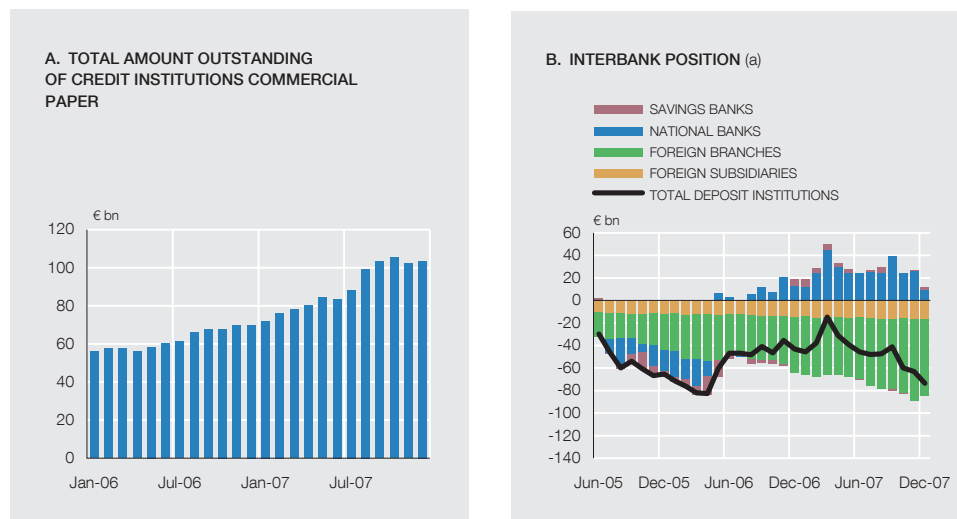 A. TOTAL AMOUNT OUTSTANDING
OF CREDIT INSTITUTIONS COMMERCIAL
PAPER
€ bn
120
100
80
60
40
20
0
Jan-06 Jul-06 Jan-07 Jul-07
B. INTERBANK POSITION (a)
SAVINGS BANKS
NATIONAL BANKS
FOREIGN BRANCHES
FOREIGN SUBSIDIARIES
TOTAL DEPOSIT INSTITUTIONS
€ bn
60
40
20
0
-20
-40
-60
-80
-100
-120
-140
Jun-05 Dec-05 Jun-06 Dec-06 Jun-07 Dec-07